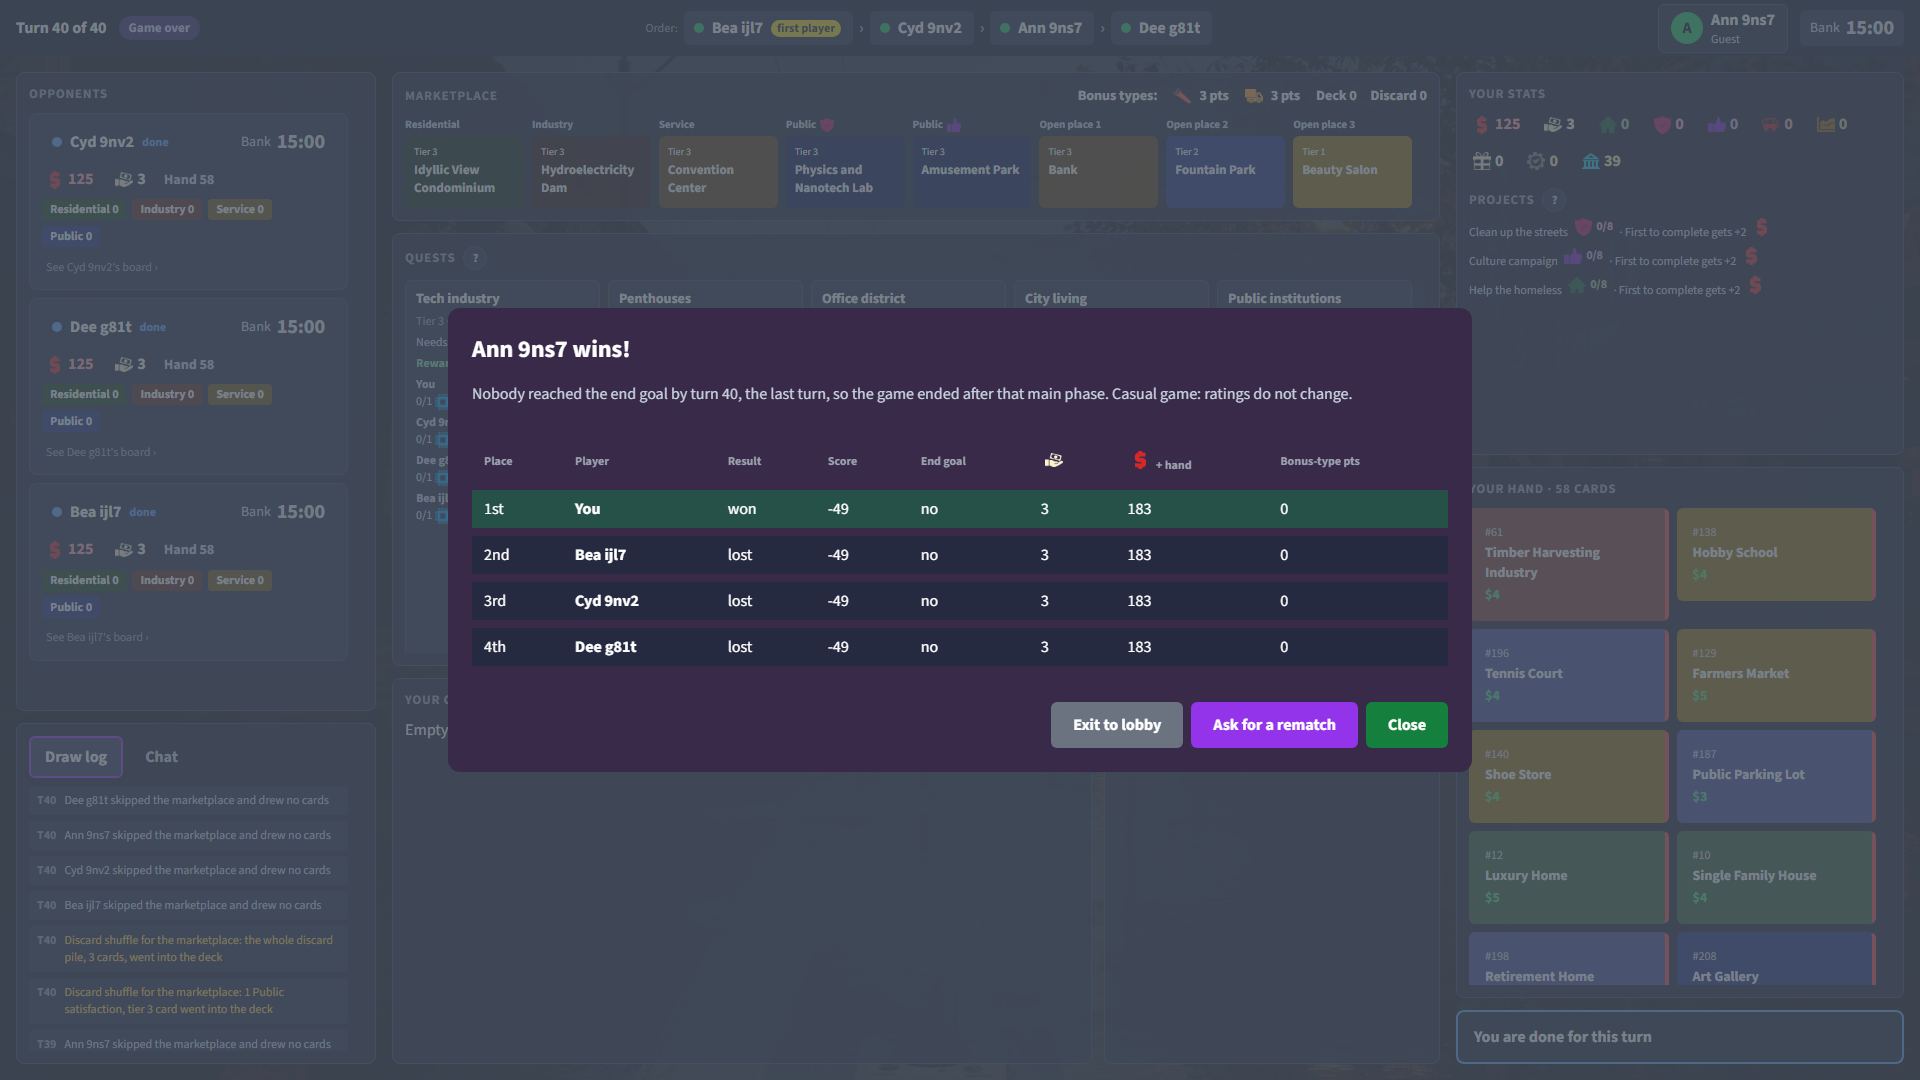 Turn 40 of 40 Game over
Order: Bea ijl7 first player › Cyd 9nv2 › Ann 9ns7 › Dee g81t
A Ann 9ns7
Guest
Bank 15:00
OPPONENTS
Cyd 9nv2 done Bank 15:00
125 3 Hand 58
Residential 0 Industry 0 Service 0
Public 0
See Cyd 9nv2's board ›
Dee g81t done Bank 15:00
125 3 Hand 58
Residential 0 Industry 0 Service 0
Public 0
See Dee g81t's board ›
Bea ijl7 done Bank 15:00
125 3 Hand 58
Residential 0 Industry 0 Service 0
Public 0
See Bea ijl7's board ›
Draw log Chat
T40 Dee g81t skipped the marketplace and drew no cards
T40 Ann 9ns7 skipped the marketplace and drew no cards
T40 Cyd 9nv2 skipped the marketplace and drew no cards
T40 Bea ijl7 skipped the marketplace and drew no cards
T40 Discard shuffle for the marketplace: the whole discard
pile, 3 cards, went into the deck
T40 Discard shuffle for the marketplace: 1 Public
satisfaction, tier 3 card went into the deck
T39 Ann 9ns7 skipped the marketplace and drew no cards
MARKETPLACE
Bonus types: 3 pts 3 pts Deck 0 Discard 0
Residential Industry Service Public Public Open place 1 Open place 2 Open place 3
Tier 3
Idyllic View
Condominium
Tier 3
Hydroelectricity
Dam
Tier 3
Convention
Center
Tier 3
Physics and
Nanotech Lab
Tier 3
Amusement Park
Tier 3
Bank
Tier 2
Fountain Park
Tier 1
Beauty Salon
QUESTS ?
Tech industry Penthouses Office district City living Public institutions
Tier 3
Needs
You
0/1
0/1
0/1
0/1
Empty
Ann 9ns7 wins!
Nobody reached the end goal by turn 40, the last turn, so the game ended after that main phase. Casual game: ratings do not change.
Place Player Result Score End goal + hand Bonus-type pts
1st You won -49 no 3 183 0
2nd Bea ijl7 lost -49 no 3 183 0
3rd Cyd 9nv2 lost -49 no 3 183 0
4th Dee g81t lost -49 no 3 183 0
Exit to lobby Ask for a rematch Close
YOUR STATS
125 3 0 0 0 0 0
0 0 39
PROJECTS ?
Clean up the streets 0/8 · First to complete gets +2
Culture campaign 0/8 · First to complete gets +2
Help the homeless 0/8 · First to complete gets +2
YOUR HAND · 58 CARDS
#61
Timber Harvesting
Industry
$4
#138
Hobby School
$4
#196
Tennis Court
$4
#129
Farmers Market
$5
#140
Shoe Store
$4
#187
Public Parking Lot
$3
#12
Luxury Home
$5
#10
Single Family House
$4
#198
Retirement Home
#208
Art Gallery
You are done for this turn